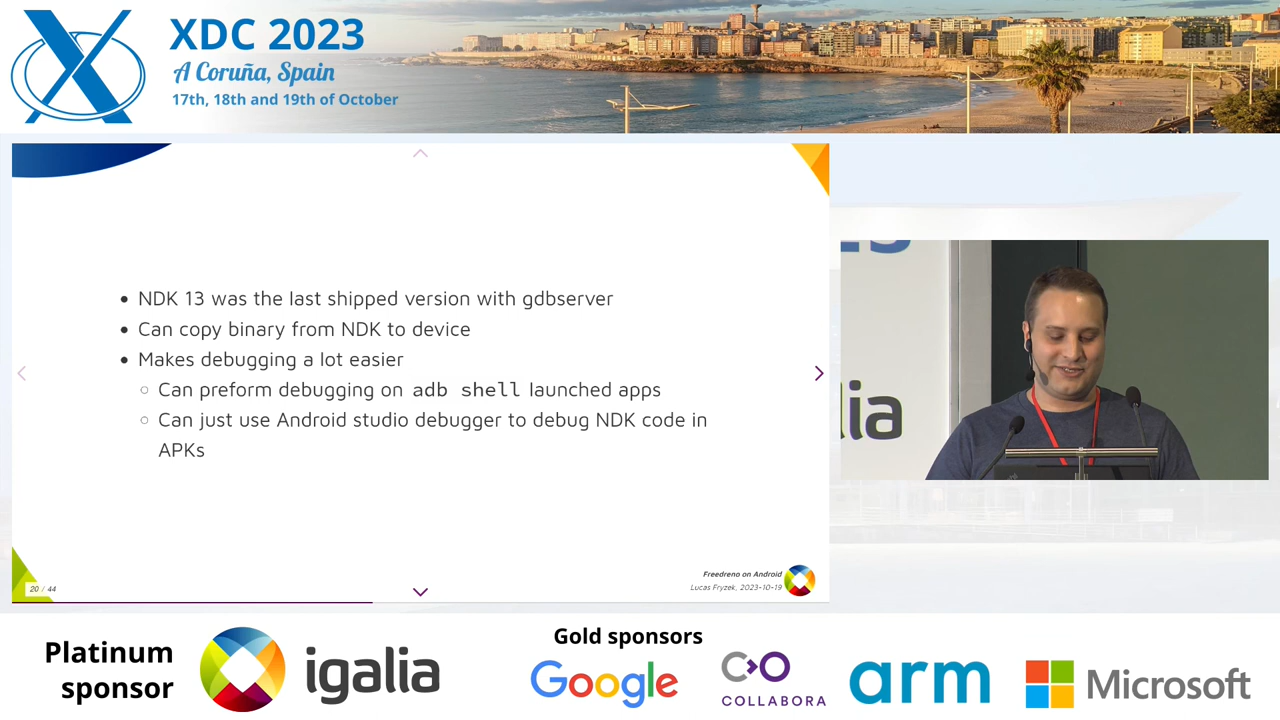 XDC 2023
A Coruña, Spain
17th, 18th and 19th of October
NDK 13 was the last shipped version with gdbserver
Can copy binary from NDK to device
Makes debugging a lot easier
Can preform debugging on adb shell launched apps
Can just use Android studio debugger to debug NDK code in
APKs
20 / 44
Freedreno on Android
Lucas Fryzek, 2023-10-19
lia
Platinum
sponsor
igalia
Gold sponsors
Google
COLLABORA
arm
Microsoft